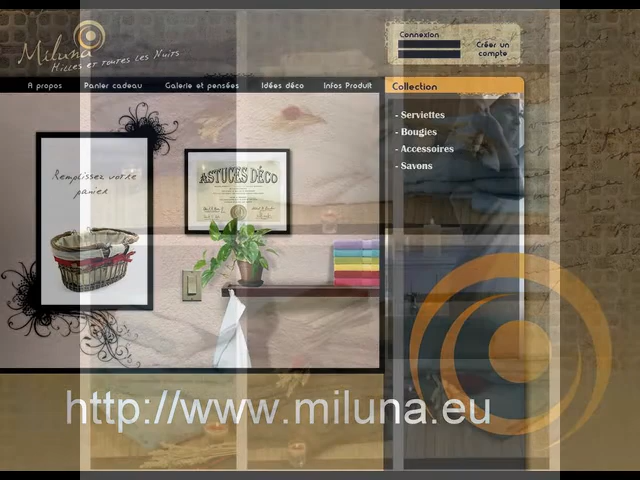 Miluna
Milles et toutes les Nuits
Connexion
Créer un
compte
A propos
Panier cadeau
Galerie et pensées
Idées déco
Infos Produit
Collection
- Serviettes
- Bougies
- Accessoires
- Savons
Remplissez votre
panier
ASTUCES DÉCO
http://www.miluna.eu